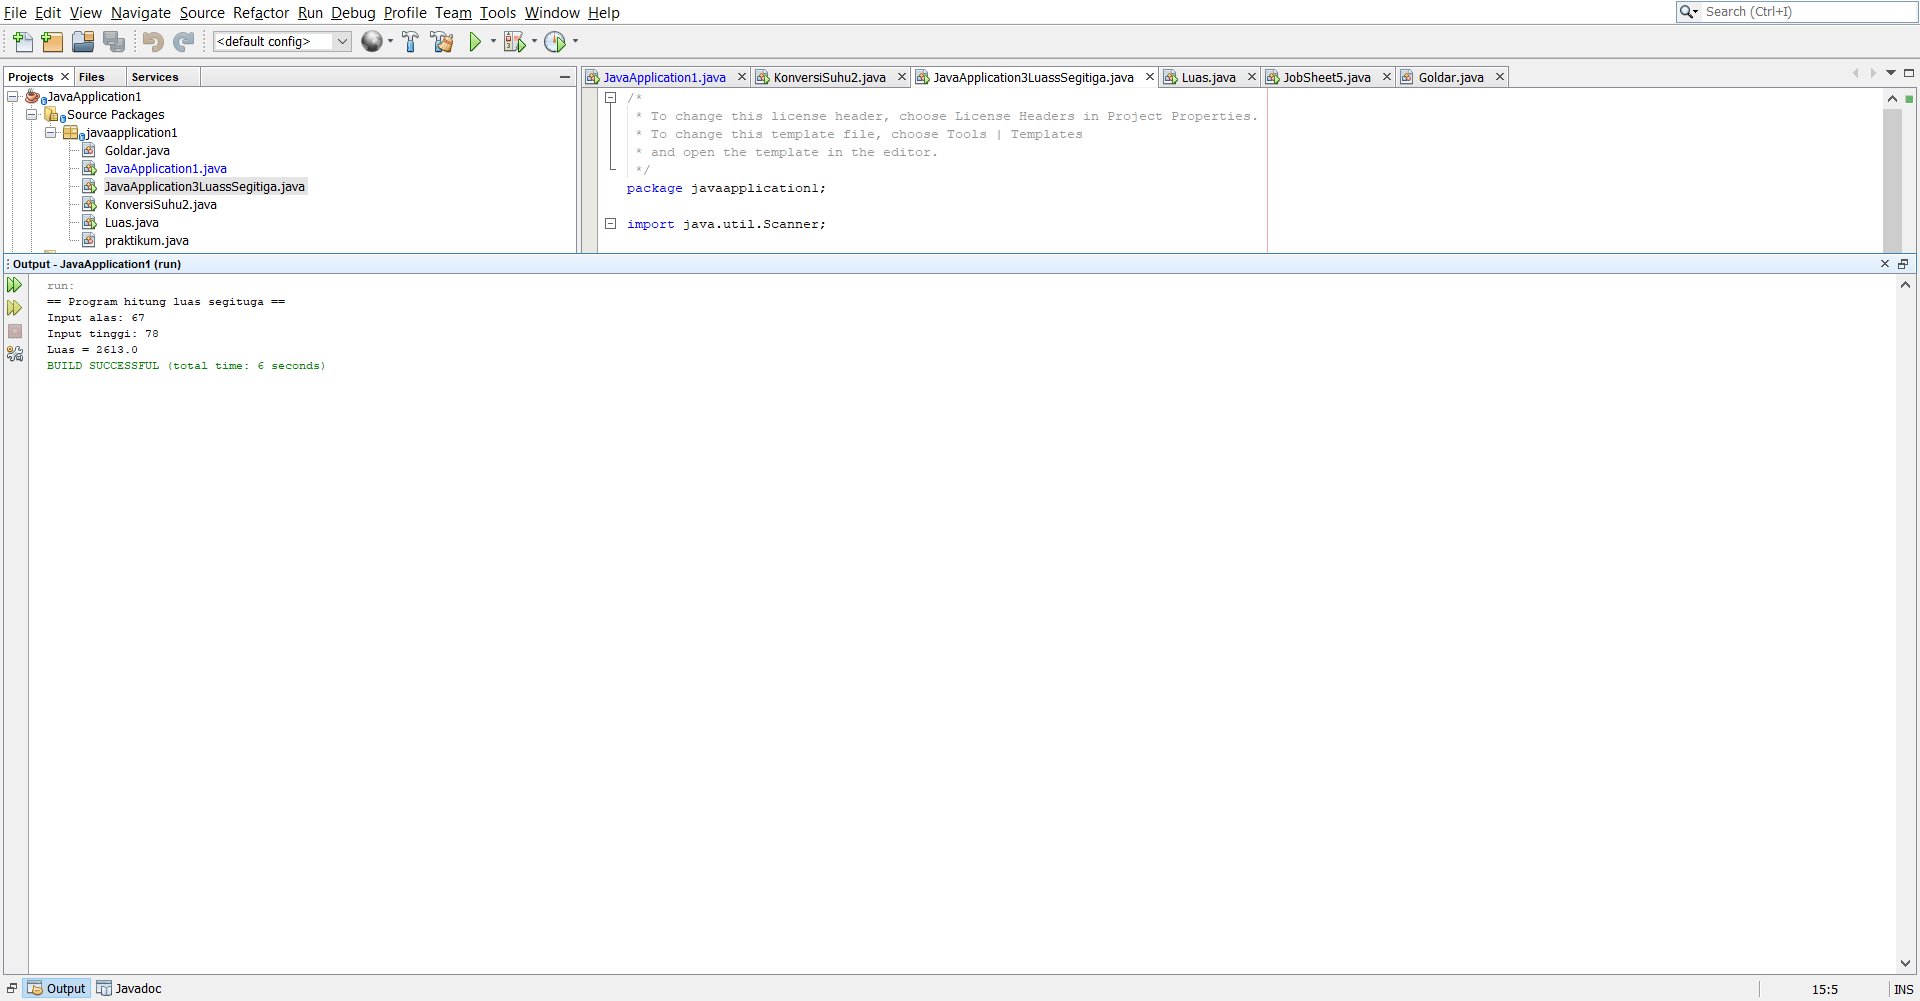 File Edit View Navigate Source Refactor Run Debug Profile Team Tools Window Help
Search (Ctrl+I)
<default config>
Projects Files Services
JavaApplication1.java KonversiSuhu2.java JavaApplication3LuassSegitiga.java Luas.java JobSheet5.java Goldar.java
JavaApplication1
Source Packages
javaapplication1
Goldar.java
JavaApplication1.java
JavaApplication3LuassSegitiga.java
KonversiSuhu2.java
Luas.java
praktikum.java
/*
* To change this license header, choose License Headers in Project Properties.
* To change this template file, choose Tools | Templates
* and open the template in the editor.
*/
package javaapplication1;
import java.util.Scanner;
Output - JavaApplication1 (run)
run:
== Program hitung luas segituga ==
Input alas: 67
Input tinggi: 78
Luas = 2613.0
BUILD SUCCESSFUL (total time: 6 seconds)
Output Javadoc
15:5 INS